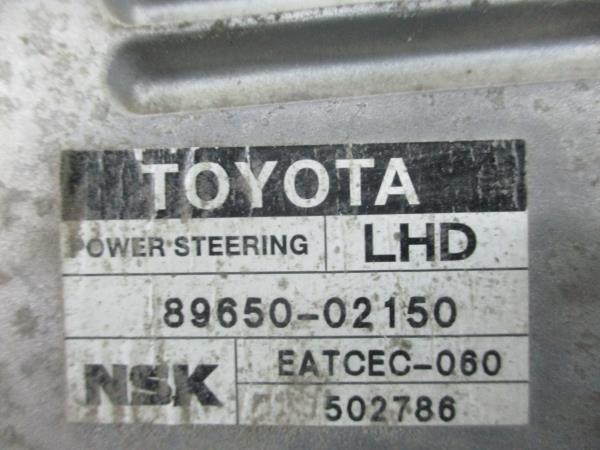 TOYOTA
POWER STEERING LHD
89650-02150
NSK EATCEC-060
502786